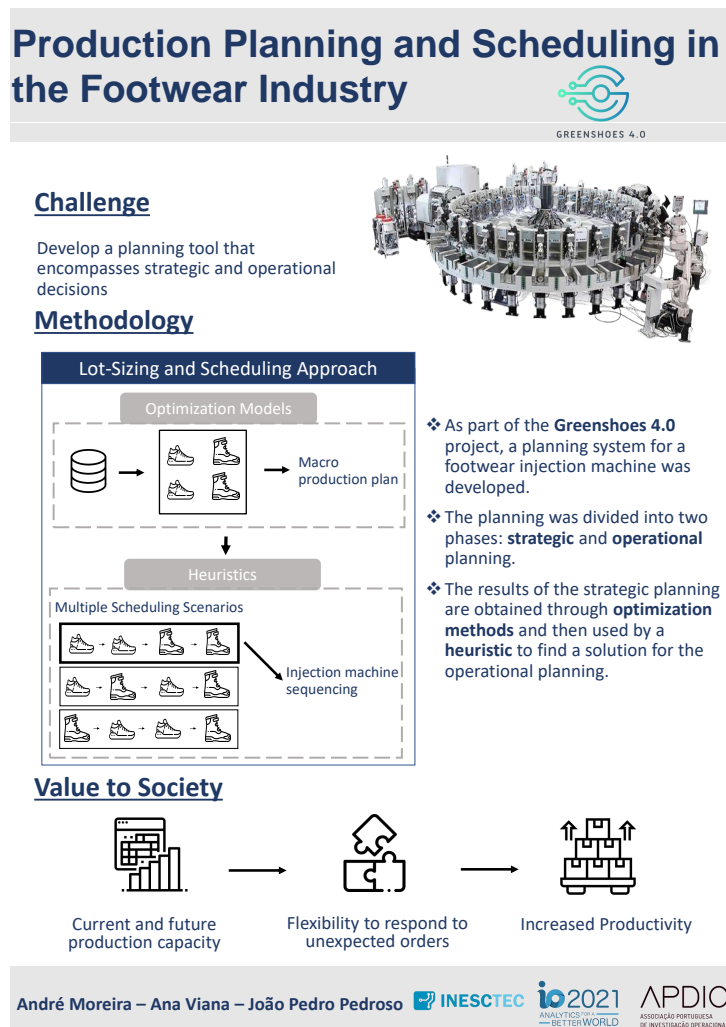 Production Planning and Scheduling in
the Footwear Industry
GREENSHOES 4.0
Challenge
Develop a planning tool that
encompasses strategic and operational
decisions
Methodology
Lot-Sizing and Scheduling Approach
Optimization Models
Macro
production plan
Heuristics
Multiple Scheduling Scenarios
Injection machine
sequencing
❖ As part of the Greenshoes 4.0
project, a planning system for a
footwear injection machine was
developed.
❖ The planning was divided into two
phases: strategic and operational
planning.
❖ The results of the strategic planning
are obtained through optimization
methods and then used by a
heuristic to find a solution for the
operational planning.
Value to Society
Current and future
production capacity
Flexibility to respond to
unexpected orders
Increased Productivity
André Moreira – Ana Viana – João Pedro Pedroso
INESCTEC
io2021
ANALYTICS FOR A
BETTER WORLD
APDIO
ASSOCIAÇÃO PORTUGUESA
DE INVESTIGAÇÃO OPERACIONAL